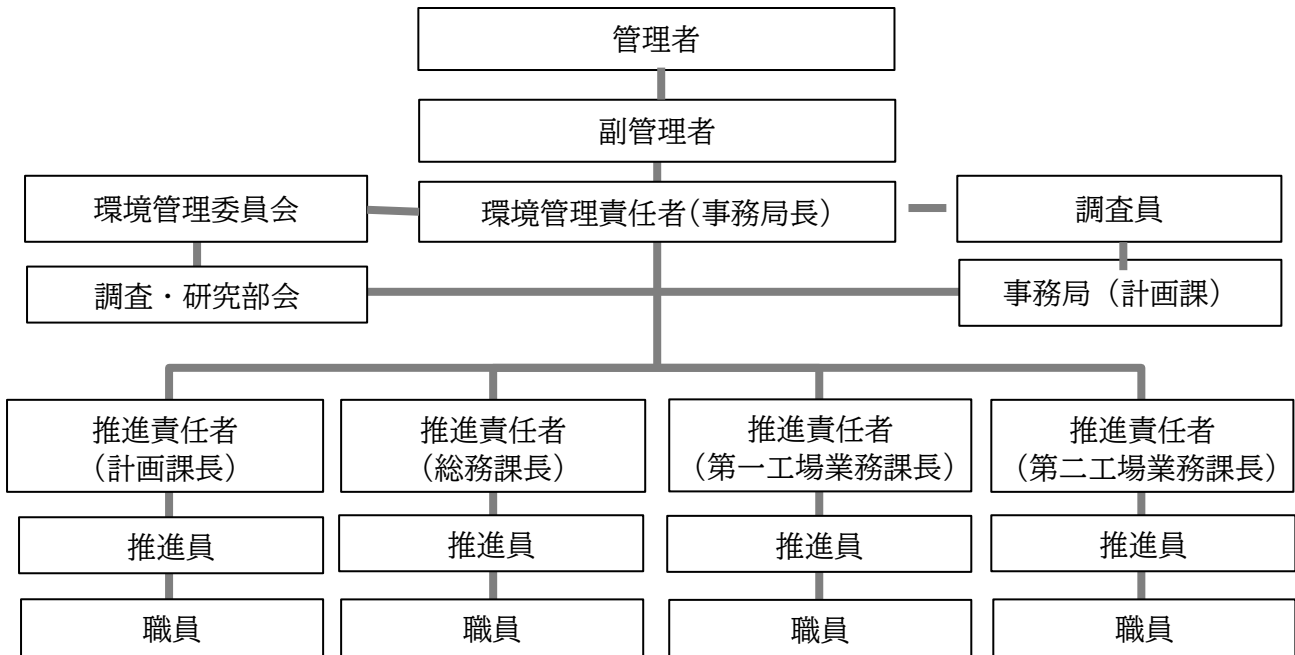 管理者
副管理者
環境管理委員会
環境管理責任者(事務局長)
調査員
調査・研究部会
事務局(計画課)
推進責任者
(計画課長)
推進責任者
(総務課長)
推進責任者
(第一工場業務課長)
推進責任者
(第二工場業務課長)
推進員
推進員
推進員
推進員
職員
職員
職員
職員